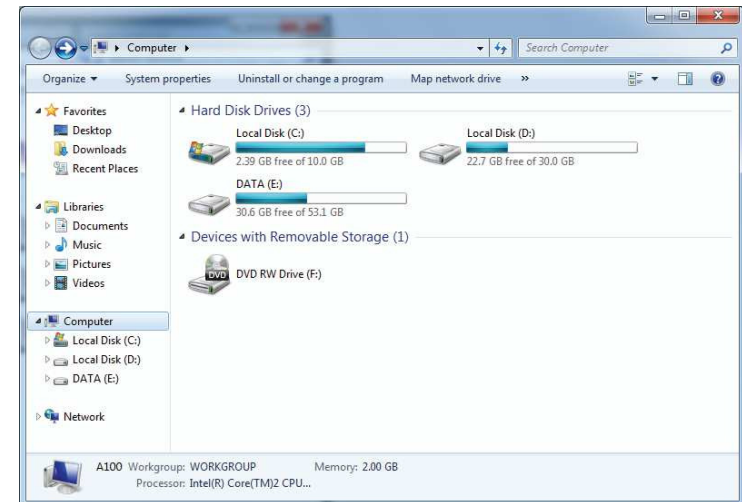 Computer
Search Computer
Organize System properties Uninstall or change a program Map network drive »
Favorites
Desktop
Downloads
Recent Places
Libraries
Documents
Music
Pictures
Videos
Computer
Local Disk (C:)
Local Disk (D:)
DATA (E:)
Network
Hard Disk Drives (3)
Local Disk (C:)
2.39 GB free of 10.0 GB
Local Disk (D:)
22.7 GB free of 30.0 GB
DATA (E:)
30.6 GB free of 53.1 GB
Devices with Removable Storage (1)
DVD
DVD RW Drive (F:)
A100 Workgroup: WORKGROUP Memory: 2.00 GB
Processor: Intel(R) Core(TM)2 CPU...